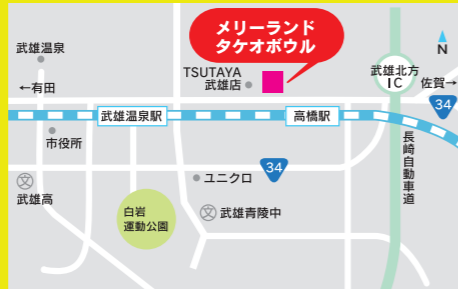 メリーランド
タケオボウル
武雄温泉
←有田
TSUTAYA
武雄店
武雄北方
IC
N
佐賀→
34
武雄温泉駅
高橋駅
市役所
長崎自動車道
文
武雄高
ユニクロ
34
白岩
運動公園
文 武雄青陵中